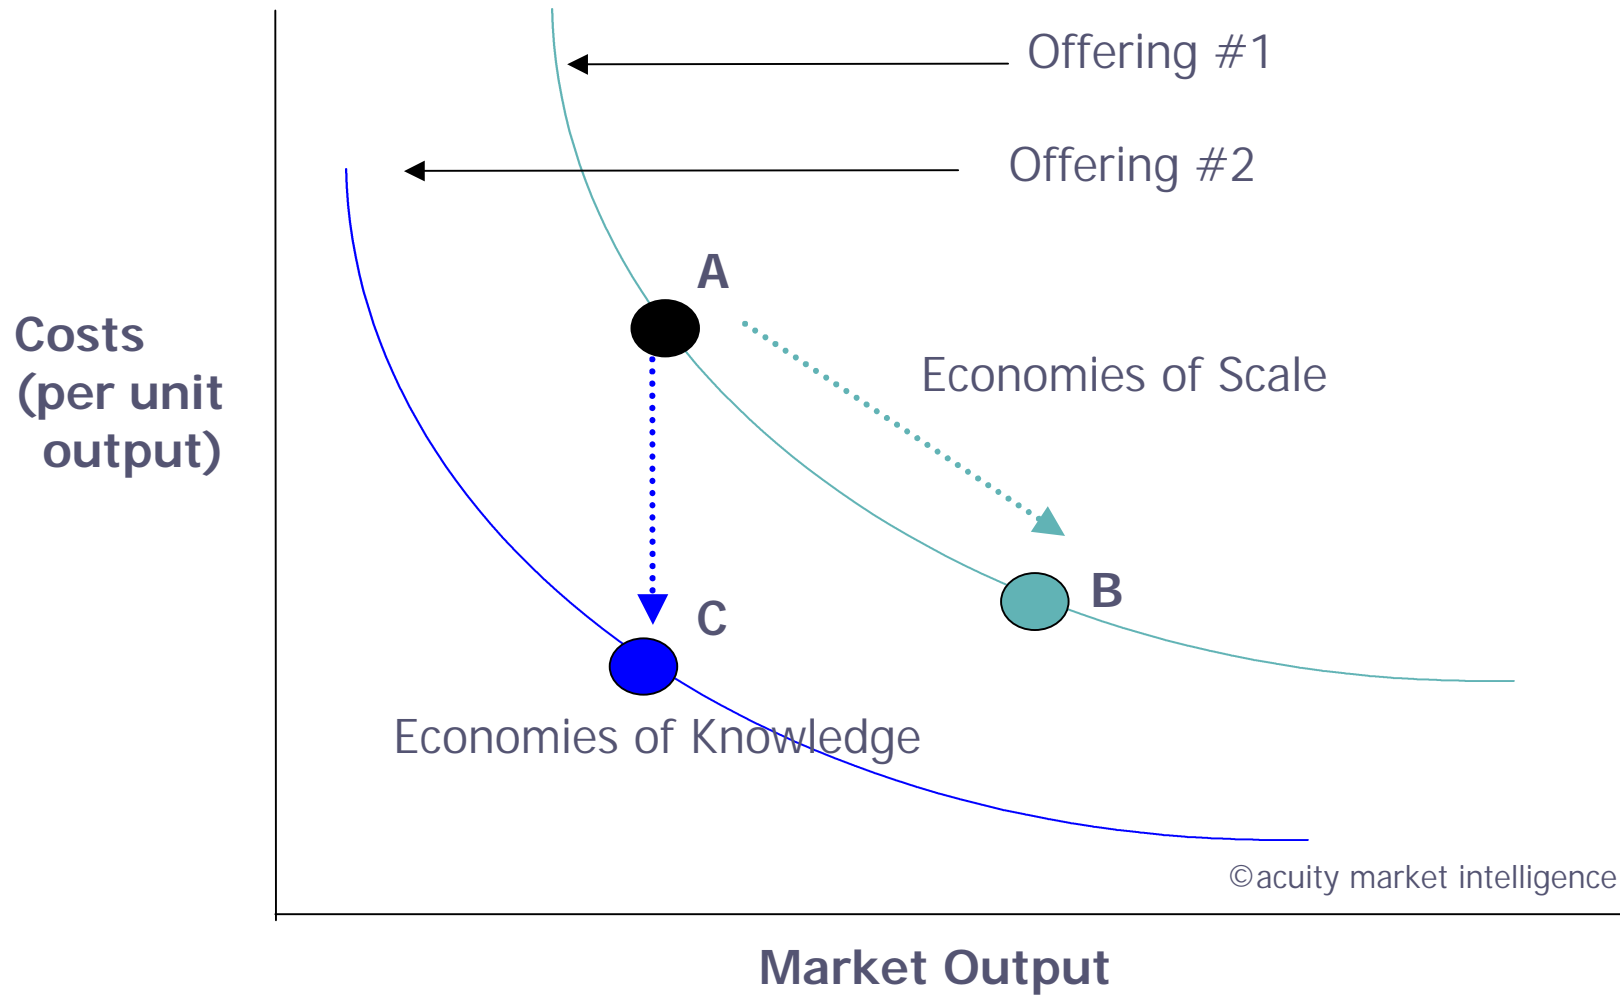 Offering #1
Offering #2
A
Costs
(per unit
output)
Economies of Scale
B
C
Economies of Knowledge
©acuity market intelligence
Market Output